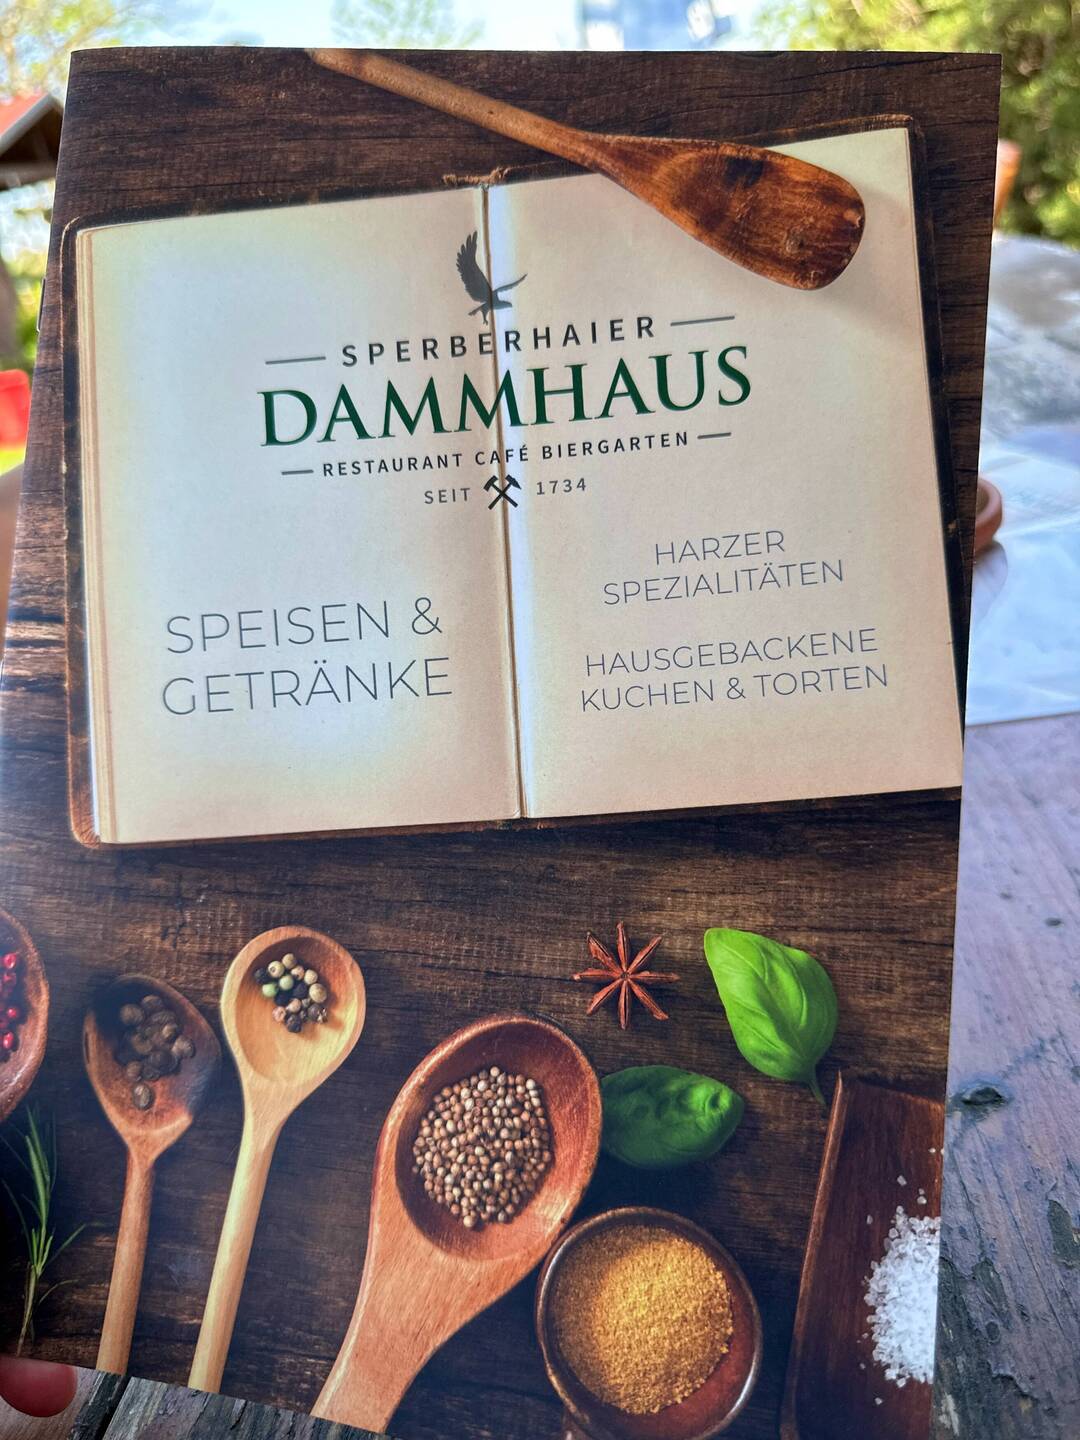 SPERBERHAIER
DAMMHAUS
RESTAURANT CAFÉ BIERGARTEN
SEIT 1734
SPEISEN &
GETRÄNKE
HARZER
SPEZIALITÄTEN
HAUSGEBACKENE
KUCHEN & TORTEN